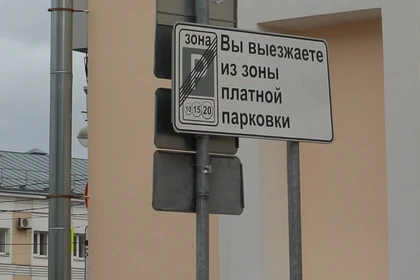 ЗОНА
P
10 15 20
Вы выезжаете
из зоны
платной
парковки